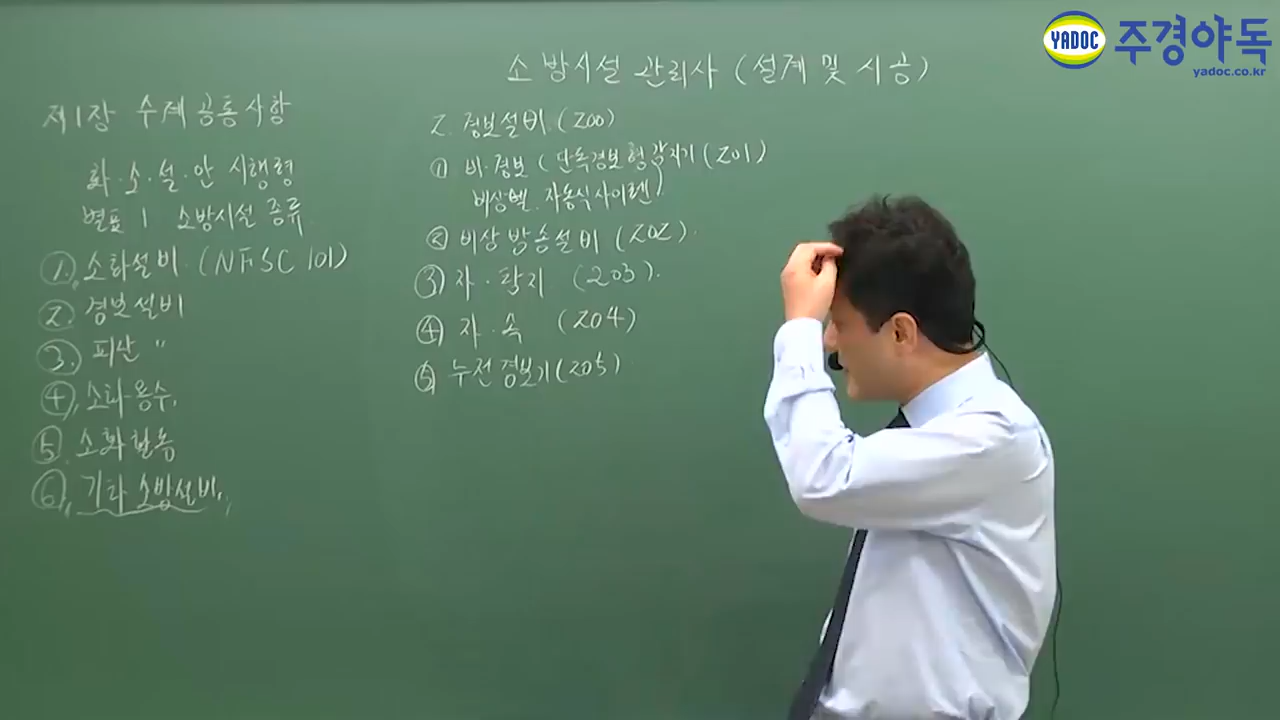 YADOC 주경야독
yadoc.co.kr
소방시설 관리사 (설계 및 시공)
제1장 수계공통사항
화·소·설·안 시행령
별표 1 소방시설 종류
①. 소화설비. (NFSC 101)
②. 경보설비
③. 피난 〃
④. 소화용수.
⑤. 소화활동
⑥. 기타 소방설비.
2. 경보설비. (200)
① 비·경보 (단독경보형감지기 (201)
비상벨. 자동식사이렌)
② 비상방송설비 (202).
③ 자·탐지 (203).
④ 자·속 (204)
⑤ 누전경보기 (205)